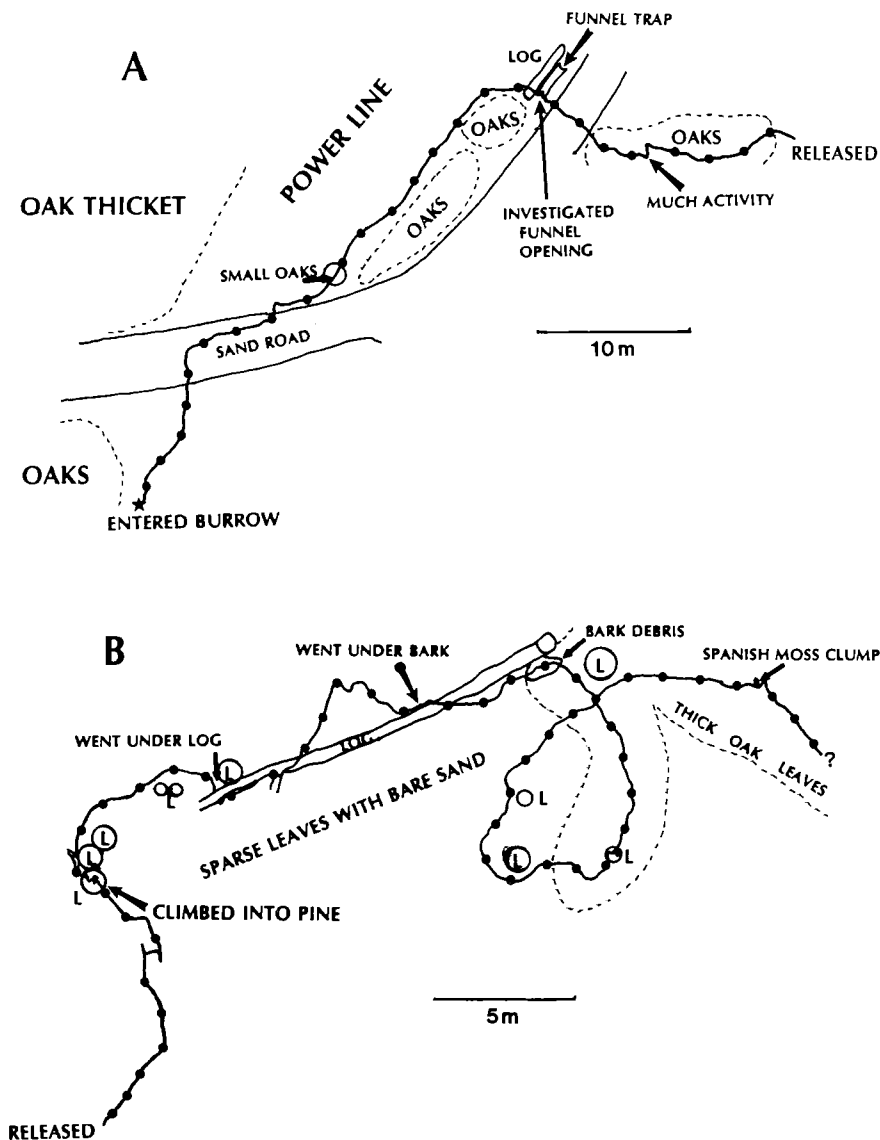 A
FUNNEL TRAP
LOG
OAKS
OAKS
RELEASED
POWER LINE
MUCH ACTIVITY
OAK THICKET
OAKS
INVESTIGATED
FUNNEL
OPENING
SMALL OAKS
SAND ROAD
10 m
OAKS
ENTERED BURROW
B
BARK DEBRIS
WENT UNDER BARK
L
SPANISH MOSS CLUMP
WENT UNDER LOG
THICK OAK LEAVES
LOG
L
?
L
SPARSE LEAVES WITH BARE SAND
L
L
L
L
L
L
CLIMBED INTO PINE
5 m
RELEASED